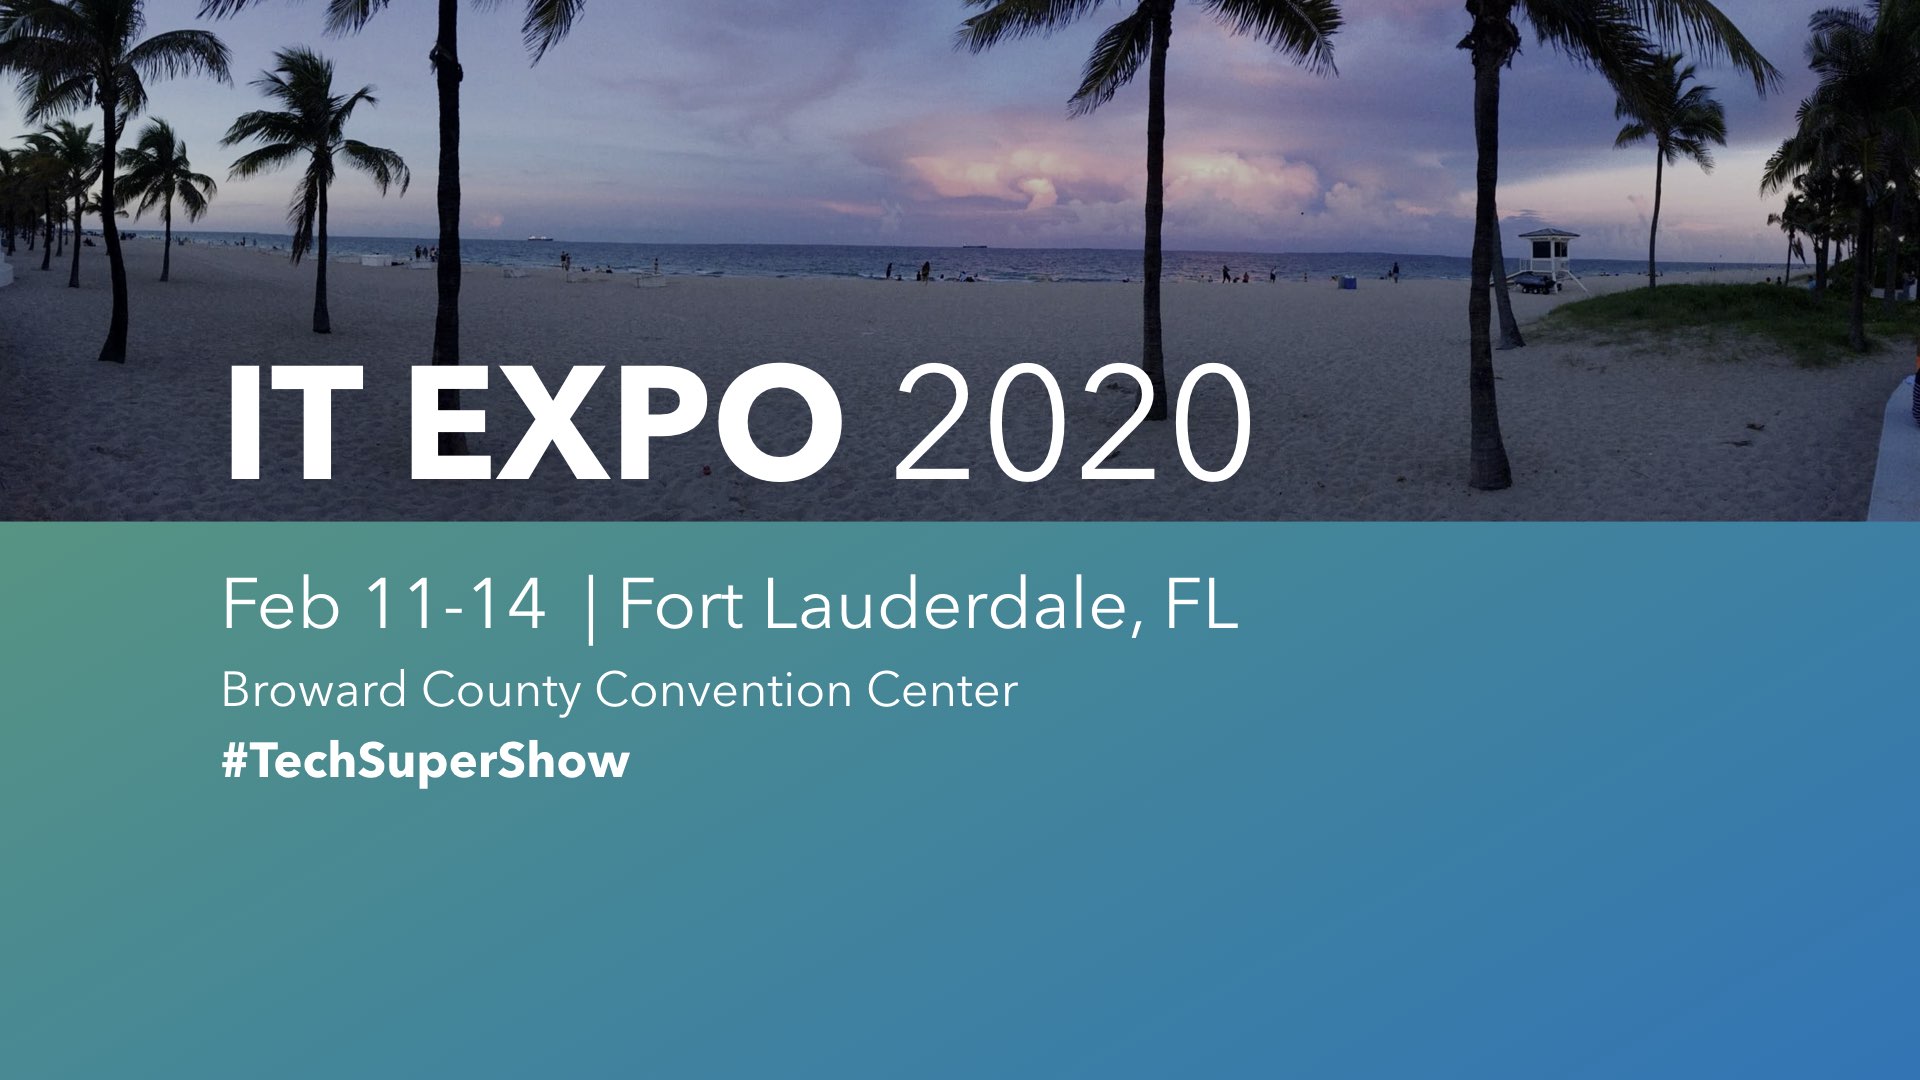 IT EXPO 2020
Feb 11-14 | Fort Lauderdale, FL
Broward County Convention Center
#TechSuperShow